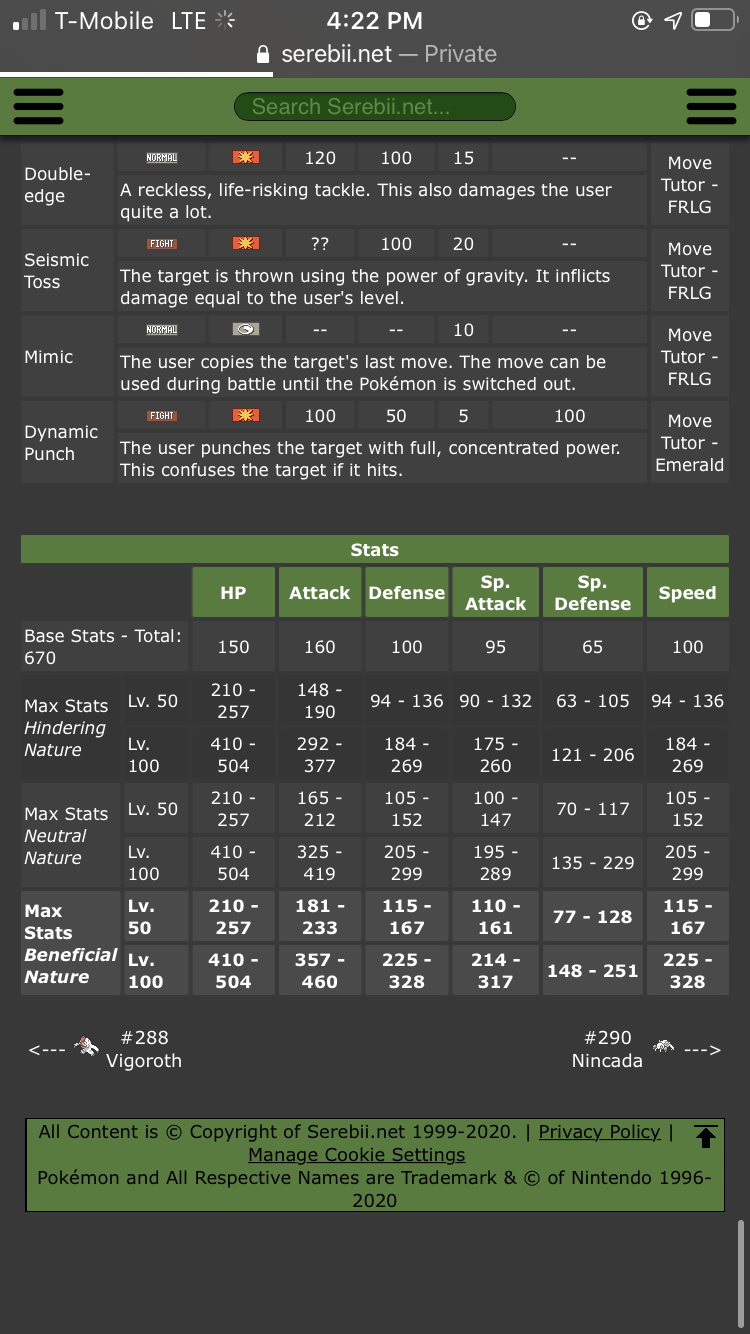 T-Mobile LTE 4:22 PM
serebii.net — Private
Search Serebii.net...
Double-
edge
NORMAL 120 100 15 --
A reckless, life-risking tackle. This also damages the user
quite a lot.
Move
Tutor -
FRLG
Seismic
Toss
FIGHT ?? 100 20 --
The target is thrown using the power of gravity. It inflicts
damage equal to the user's level.
Move
Tutor -
FRLG
Mimic
NORMAL -- -- 10 --
The user copies the target's last move. The move can be
used during battle until the Pokémon is switched out.
Move
Tutor -
FRLG
Dynamic
Punch
FIGHT 100 50 5 100
The user punches the target with full, concentrated power.
This confuses the target if it hits.
Move
Tutor -
Emerald
Stats
HP Attack Defense Sp. Attack Sp. Defense Speed
Base Stats - Total:
670
150 160 100 95 65 100
Max Stats
Hindering
Nature
Lv. 50 210 - 257 148 - 190 94 - 136 90 - 132 63 - 105 94 - 136
Lv. 100 410 - 504 292 - 377 184 - 269 175 - 260 121 - 206 184 - 269
Max Stats
Neutral
Nature
Lv. 50 210 - 257 165 - 212 105 - 152 100 - 147 70 - 117 105 - 152
Lv. 100 410 - 504 325 - 419 205 - 299 195 - 289 135 - 229 205 - 299
Max
Stats
Beneficial
Nature
Lv. 50 210 - 257 181 - 233 115 - 167 110 - 161 77 - 128 115 - 167
Lv. 100 410 - 504 357 - 460 225 - 328 214 - 317 148 - 251 225 - 328
<--- #288
Vigoroth
#290
Nincada --->
All Content is © Copyright of Serebii.net 1999-2020. | Privacy Policy |
Manage Cookie Settings
Pokémon and All Respective Names are Trademark & © of Nintendo 1996-
2020